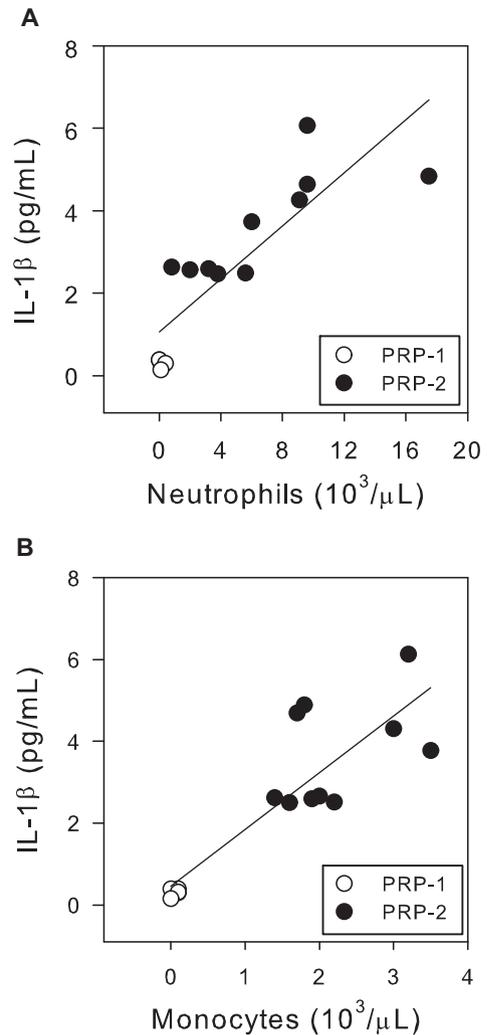 A
8
6
4
2
0
IL-1β (pg/mL)
PRP-1
PRP-2
0 4 8 12 16 20
Neutrophils (10³/μL)
B
8
6
4
2
0
IL-1β (pg/mL)
PRP-1
PRP-2
0 1 2 3 4
Monocytes (10³/μL)